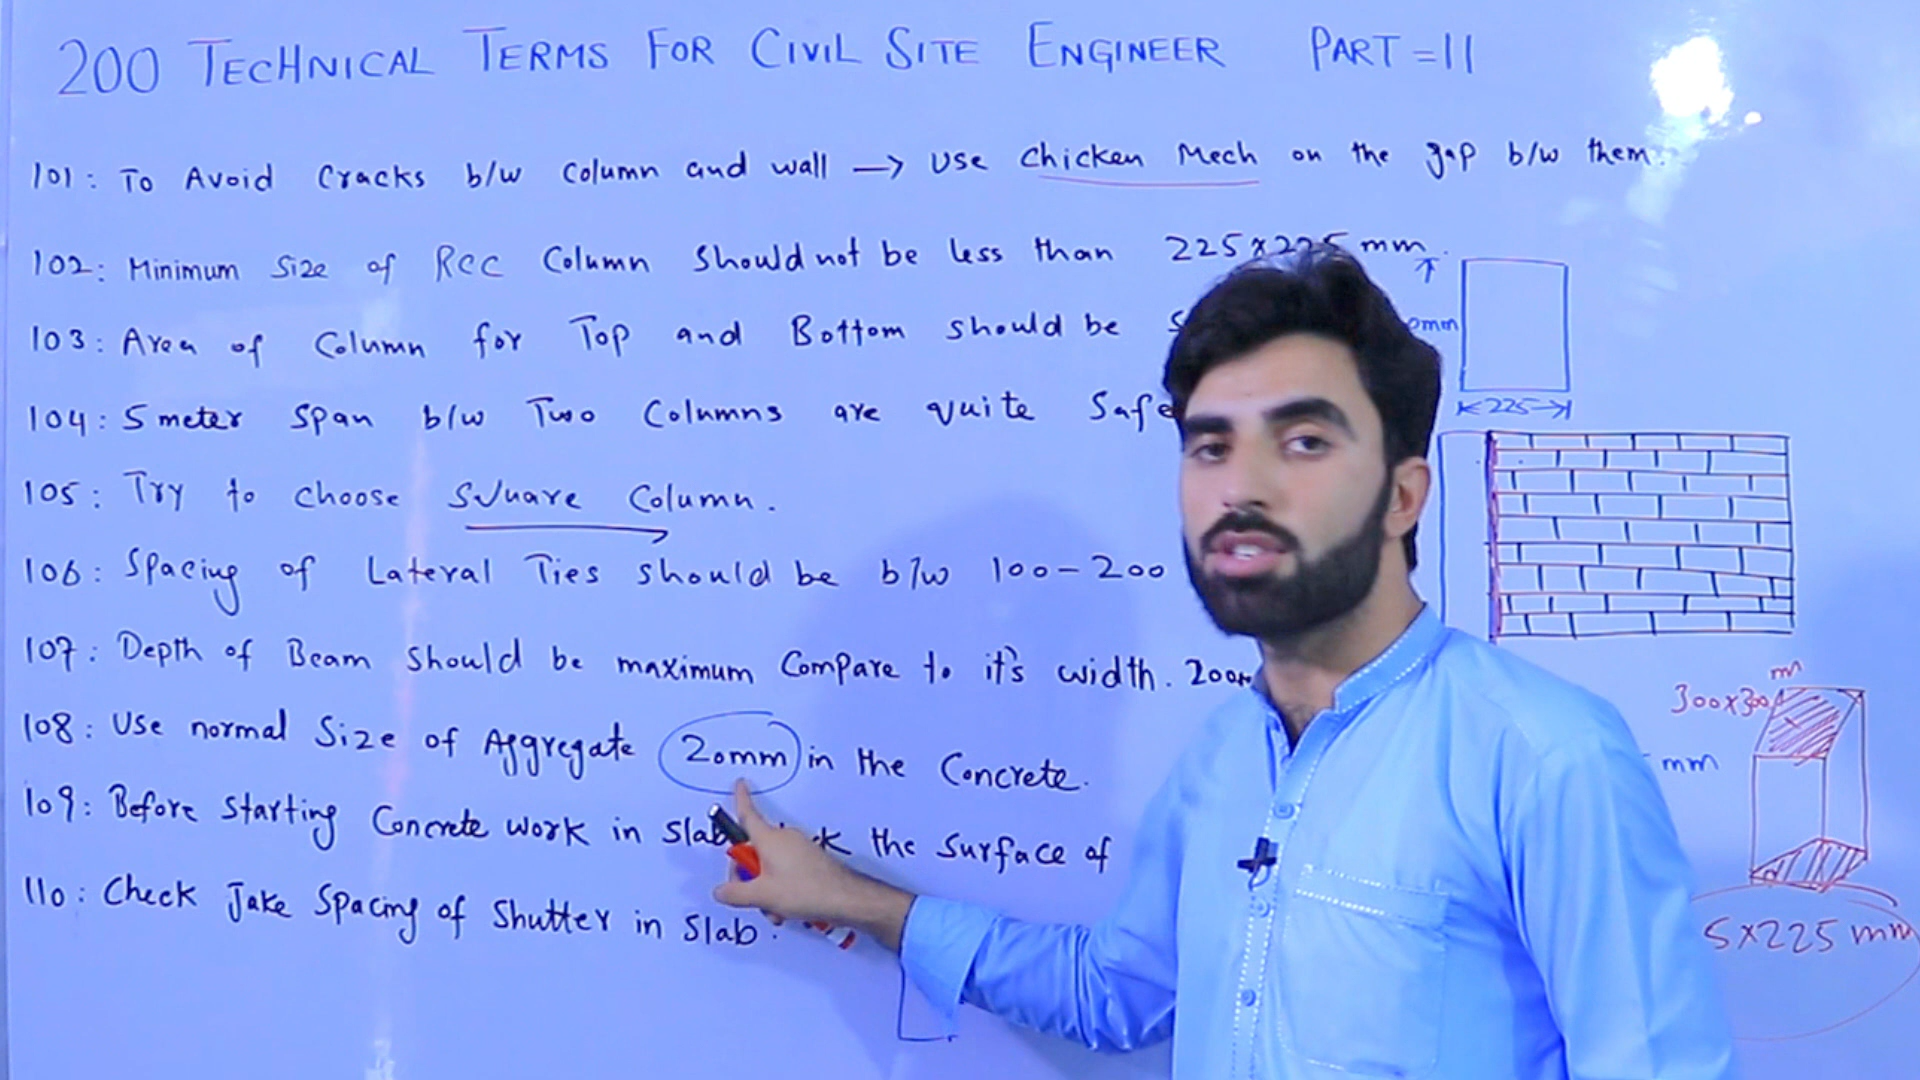 200 TECHNICAL TERMS FOR CIVIL SITE ENGINEER PART=11
101: To Avoid Cracks b/w Column and wall → Use Chicken Mech on the gap b/w them.
102: Minimum Size of RCC Column Should not be less than 225x225 mm.
103: Area of Column for Top and Bottom should be
104: 5 meter Span b/w Two Columns are quite Safe
105: Try to choose Square Column.
106: Spacing of Lateral Ties should be b/w 100-200
107: Depth of Beam should be maximum Compare to it's width. 200m
108: Use normal Size of Aggregate 20mm in the Concrete.
109: Before starting Concrete work in Slab the surface of
110: Check Jake Spacing of Shutter in Slab.
0mm
225
300x300
m
mm
5x225 mm